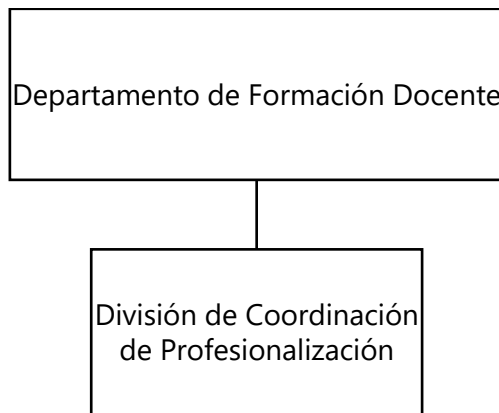 Departamento de Formación Docente
División de Coordinación
de Profesionalización